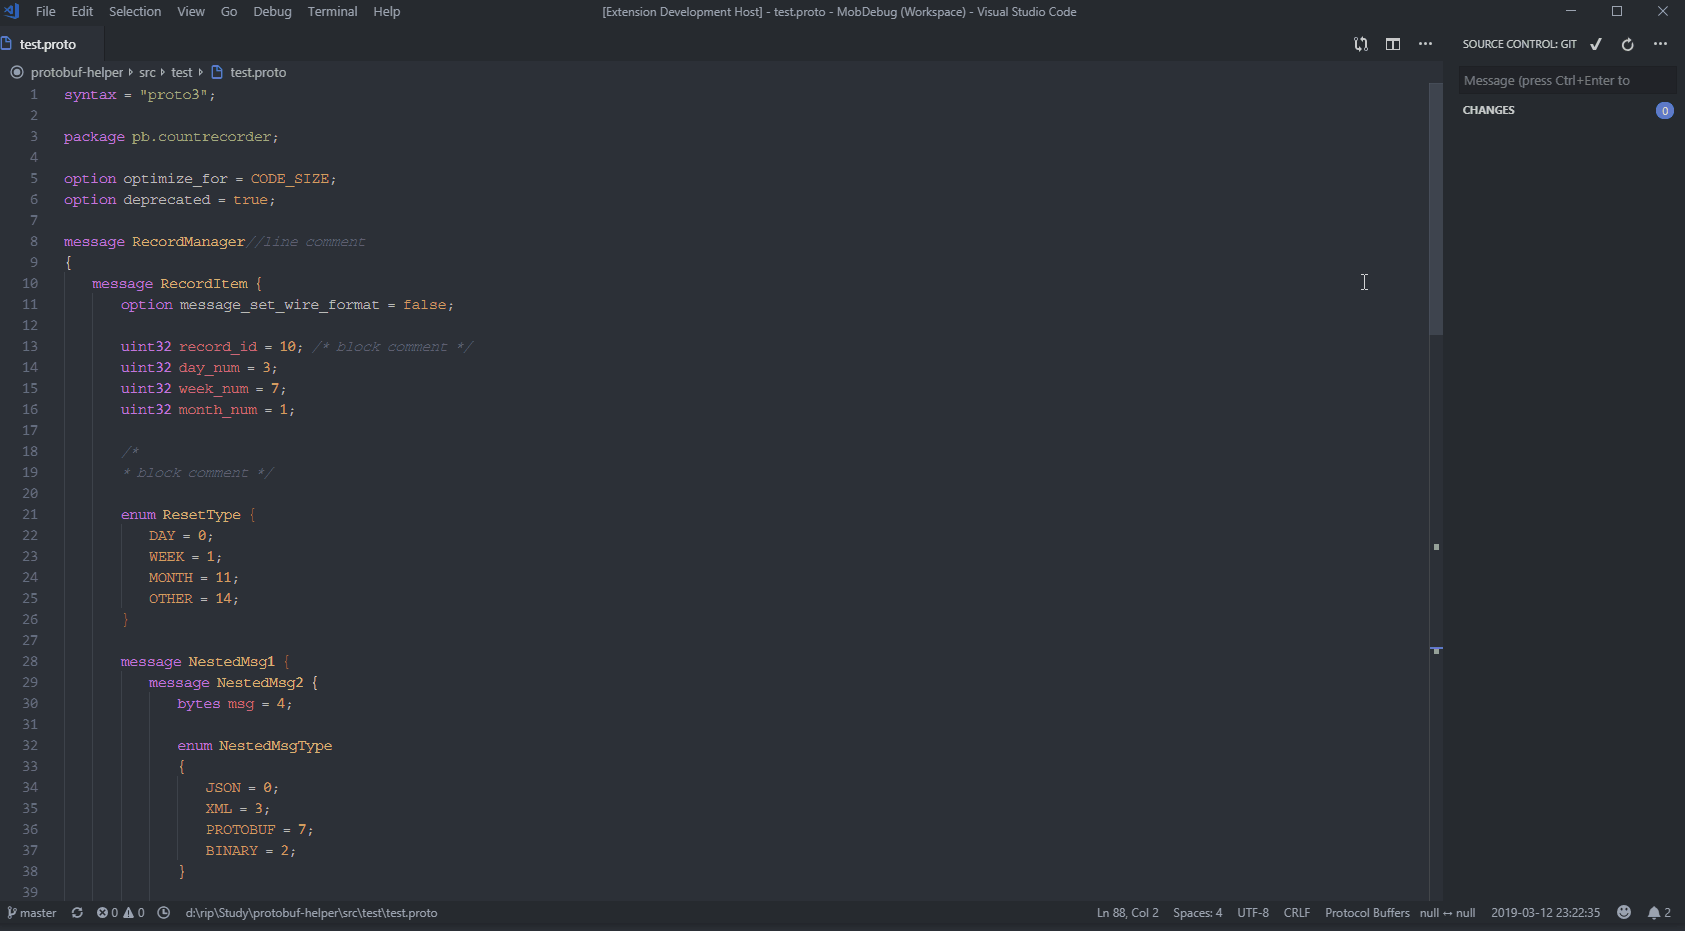 File Edit Selection View Go Debug Terminal Help [Extension Development Host] - test.proto - MobDebug (Workspace) - Visual Studio Code
test.proto SOURCE CONTROL: GIT
protobuf-helper src test test.proto
Message (press Ctrl+Enter to
CHANGES 0
1 syntax = "proto3";
2
3 package pb.countrecorder;
4
5 option optimize_for = CODE_SIZE;
6 option deprecated = true;
7
8 message RecordManager//line comment
9 {
10 message RecordItem {
11 option message_set_wire_format = false;
12
13 uint32 record_id = 10; /* block comment */
14 uint32 day_num = 3;
15 uint32 week_num = 7;
16 uint32 month_num = 1;
17
18 /*
19 * block comment */
20
21 enum ResetType {
22 DAY = 0;
23 WEEK = 1;
24 MONTH = 11;
25 OTHER = 14;
26 }
27
28 message NestedMsg1 {
29 message NestedMsg2 {
30 bytes msg = 4;
31
32 enum NestedMsgType
33 {
34 JSON = 0;
35 XML = 3;
36 PROTOBUF = 7;
37 BINARY = 2;
38 }
39
master 0 0 d:\rip\Study\protobuf-helper\src\test\test.proto Ln 88, Col 2 Spaces: 4 UTF-8 CRLF Protocol Buffers null ↔ null 2019-03-12 23:22:35 2